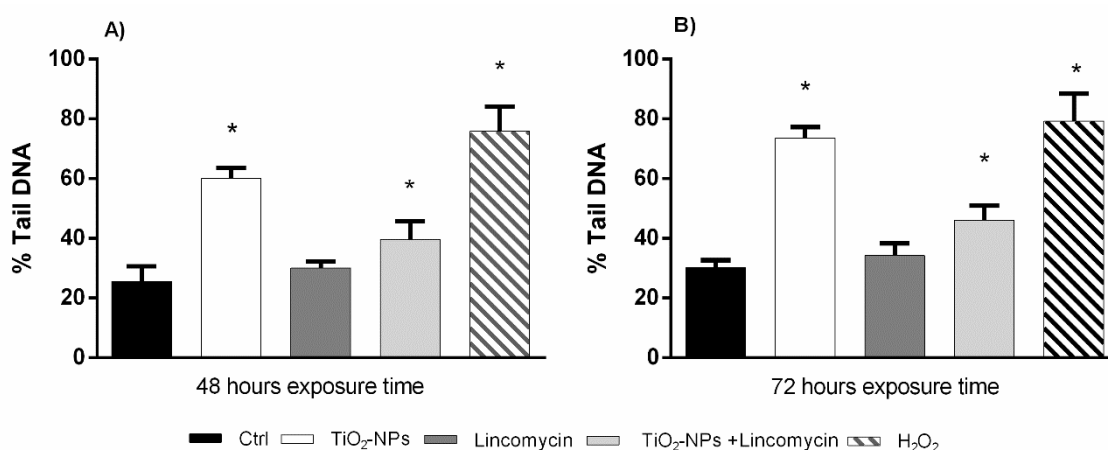 A)
% Tail DNA
100
80
60
40
20
0
*
*
*
48 hours exposure time
B)
% Tail DNA
100
80
60
40
20
0
*
*
*
72 hours exposure time
Ctrl TiO₂-NPs Lincomycin TiO₂-NPs +Lincomycin H₂O₂